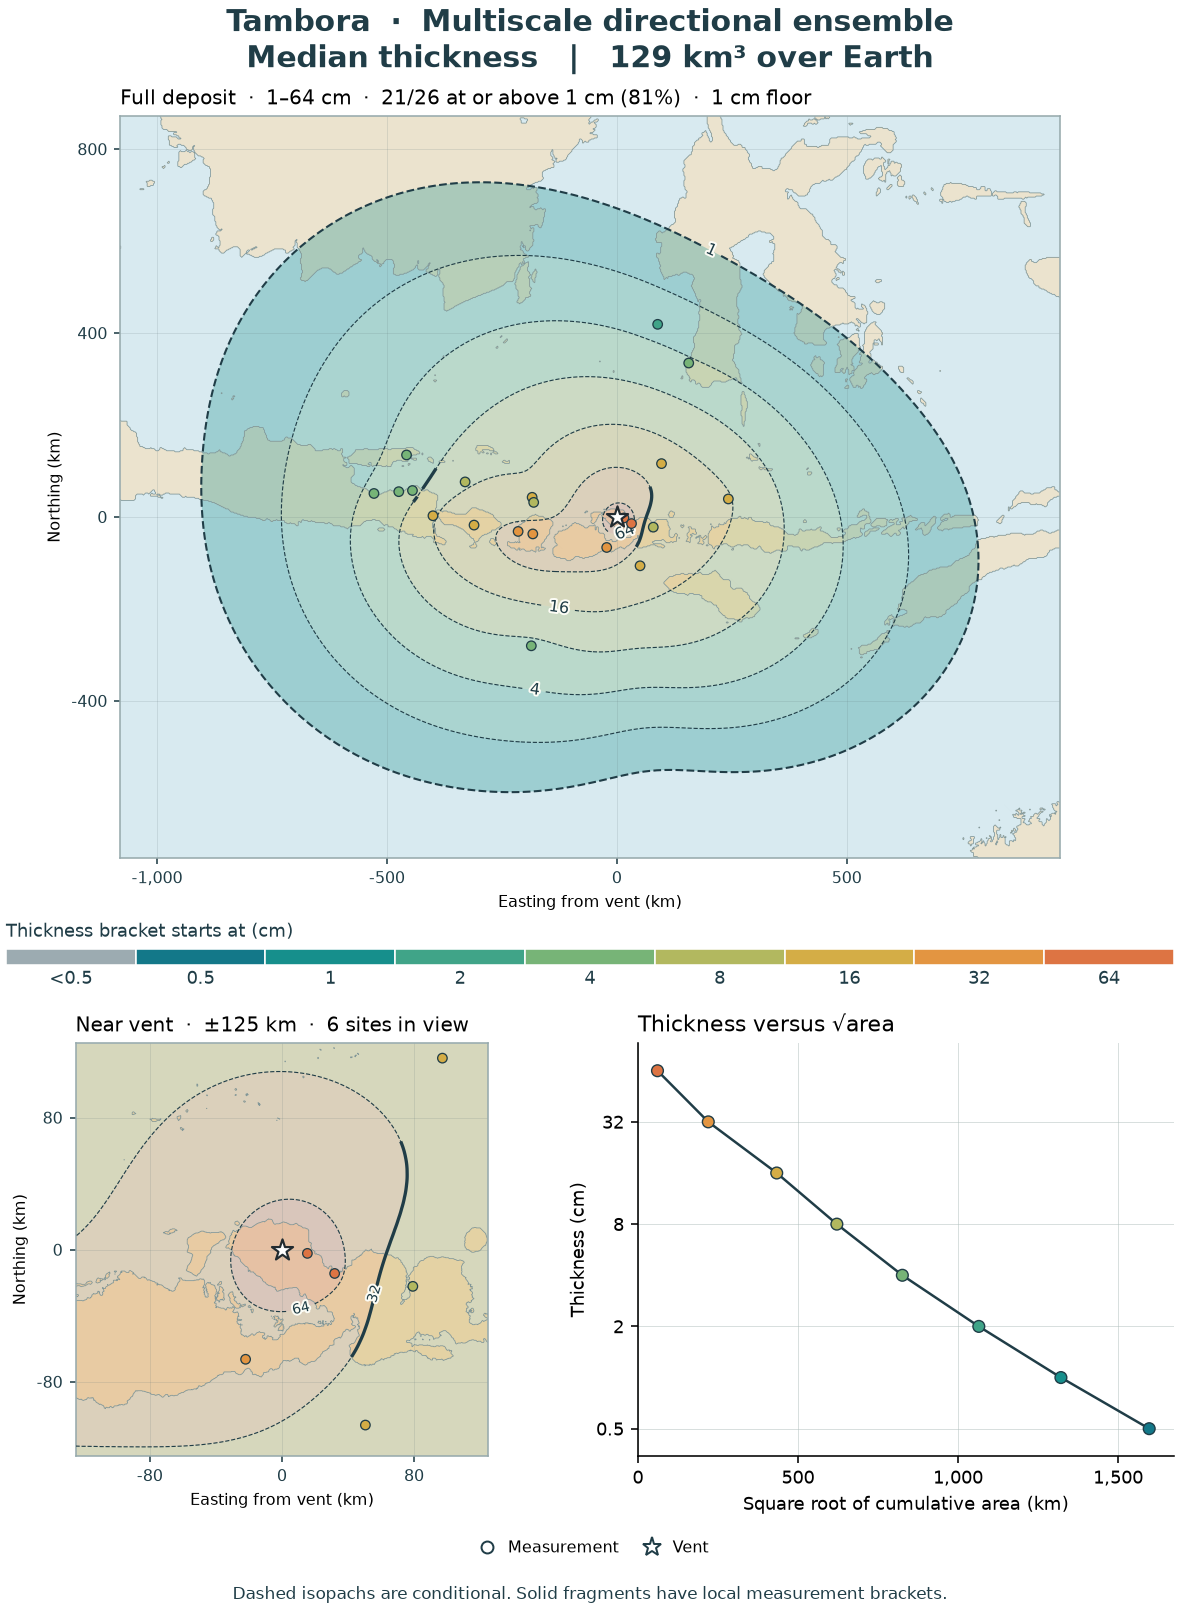 Tambora · Multiscale directional ensemble
Median thickness | 129 km³ over Earth
Full deposit · 1–64 cm · 21/26 at or above 1 cm (81%) · 1 cm floor
800
400
0
-400
Northing (km)
1
64
16
4
-1,000
-500
0
500
Easting from vent (km)
Thickness bracket starts at (cm)
<0.5
0.5
1
2
4
8
16
32
64
Near vent · ±125 km · 6 sites in view
80
0
-80
Northing (km)
64
32
-80
0
80
Easting from vent (km)
Thickness versus √area
32
8
2
0.5
Thickness (cm)
0
500
1,000
1,500
Square root of cumulative area (km)
Measurement
Vent
Dashed isopachs are conditional. Solid fragments have local measurement brackets.